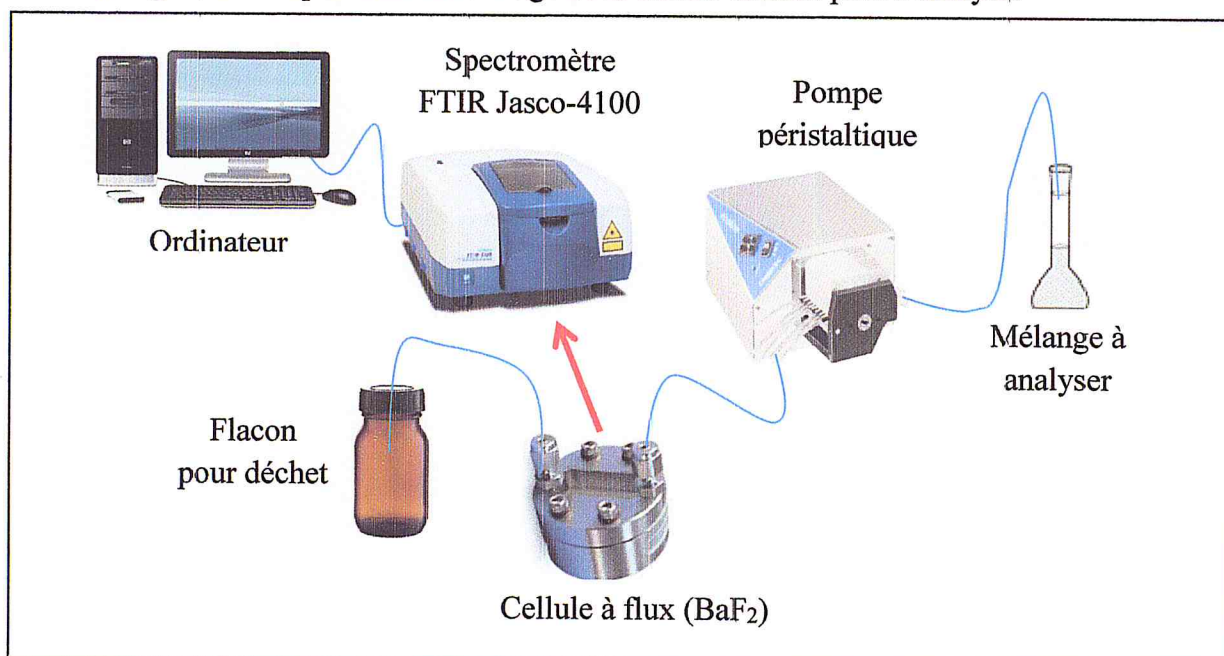 Spectromètre
FTIR Jasco-4100
Pompe
péristaltique
Ordinateur
Mélange à
analyser
Flacon
pour déchet
Cellule à flux (BaF₂)